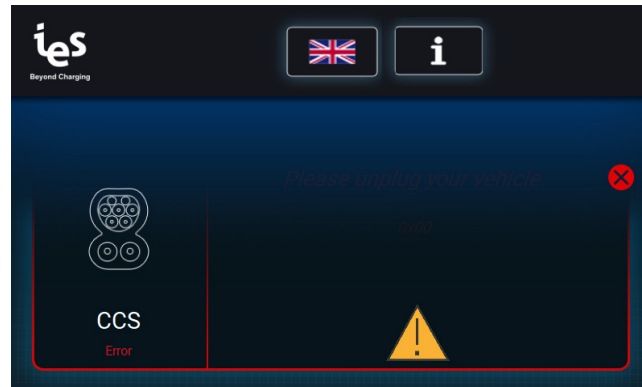 ies
Beyond Charging
i
Please unplug your vehicle.
CCS
Error